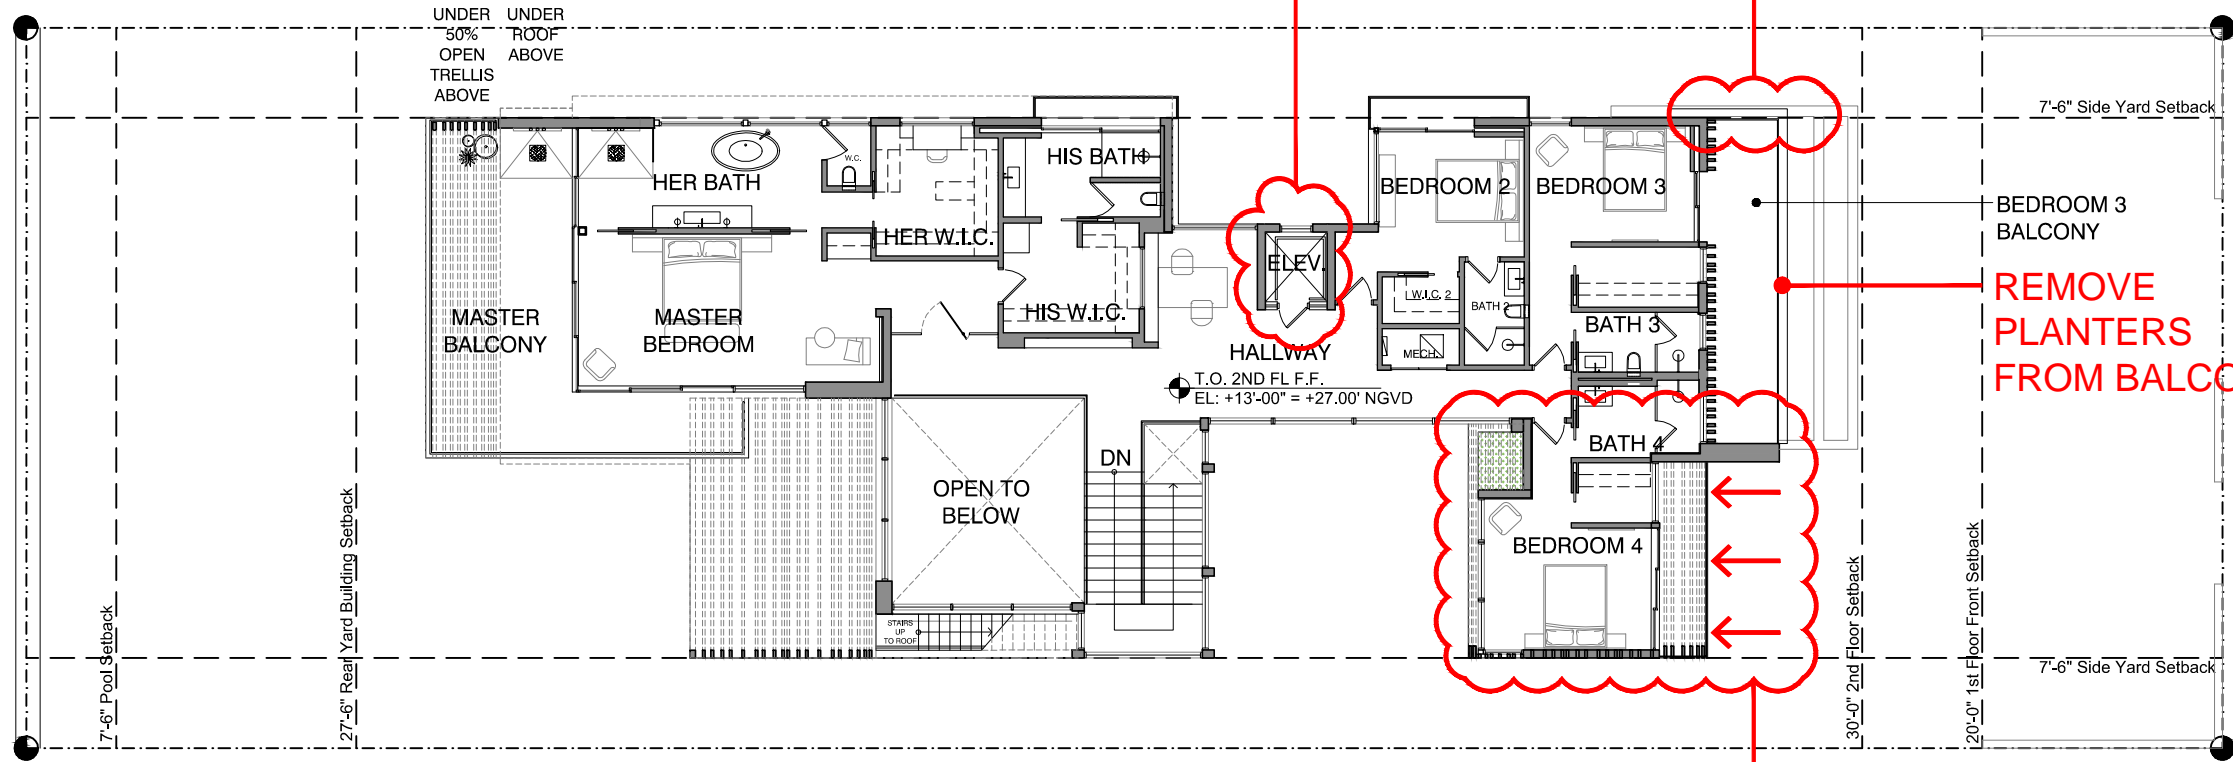 UNDER
50%
OPEN
TRELLIS
ABOVE
UNDER
ROOF
ABOVE
7'-6" Side Yard Setback
W.C.
HIS BATH
HER BATH
BEDROOM 2
BEDROOM 3
BEDROOM 3
BALCONY
HER W.I.C.
ELEV.
REMOVE
PLANTERS
FROM
W.I.C. 2
BATH 2
MASTER
BALCONY
MASTER
BEDROOM
HIS W.I.C.
BATH 3
HALLWAY
MECH.
T.O. 2ND FL F.F.
EL: +13'-00" = +27.00' NGVD
BATH 4
DN
OPEN TO
BELOW
BEDROOM 4
STAIRS
UP
TO ROOF
7'-6" Pool Setback
27'-6" Rear Yard Building Setback
30'-0" 2nd Floor Setback
20'-0" 1st Floor Front Setback
7'-6" Side Yard Setback